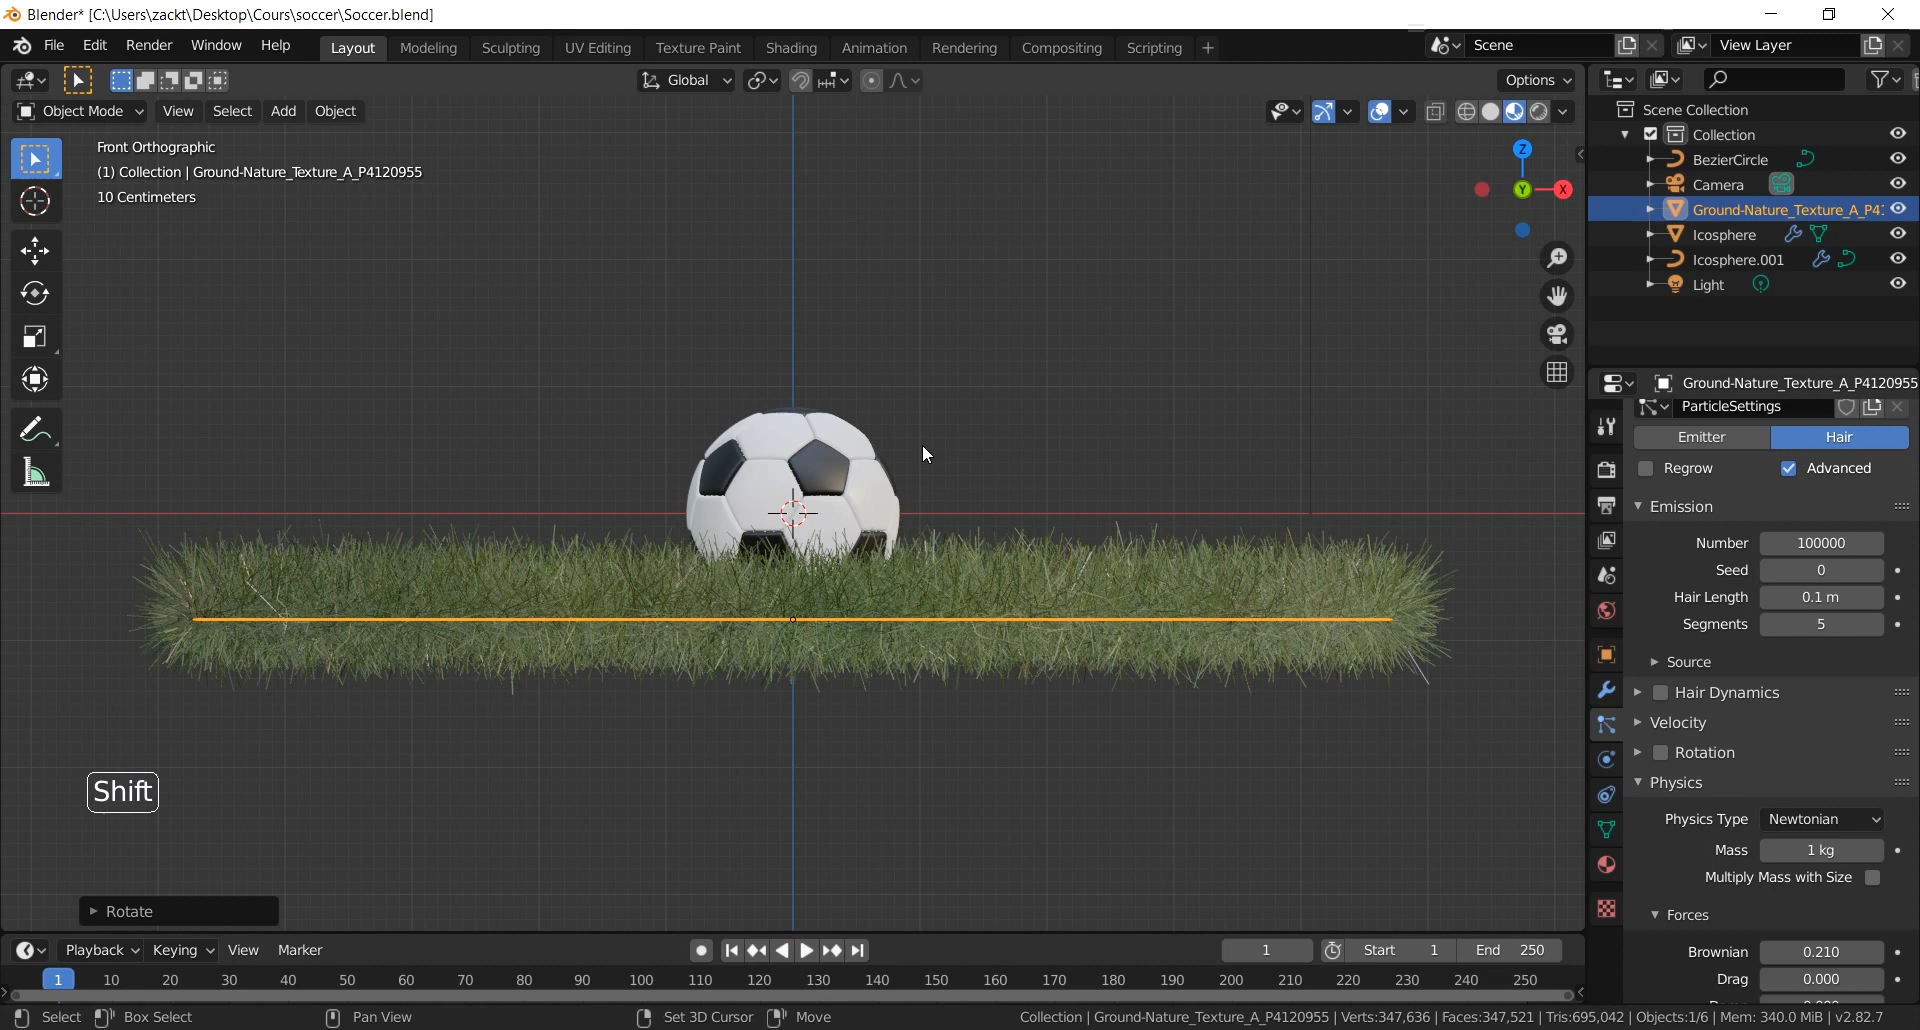 Blender* [C:\Users\zackt\Desktop\Cours\soccer\Soccer.blend]
File Edit Render Window Help Layout Modeling Sculpting UV Editing Texture Paint Shading Animation Rendering Compositing Scripting + Scene View Layer
Global Options
Object Mode View Select Add Object
Front Orthographic
(1) Collection | Ground-Nature_Texture_A_P4120955
10 Centimeters
Z
Y
X
Shift
Rotate
Scene Collection
Collection
BezierCircle
Camera
Ground-Nature_Texture_A_P4
Icosphere
Icosphere.001
Light
Ground-Nature_Texture_A_P4120955
ParticleSettings
Emitter Hair
Regrow Advanced
Emission
Number 100000
Seed 0
Hair Length 0.1 m
Segments 5
Source
Hair Dynamics
Velocity
Rotation
Physics
Physics Type Newtonian
Mass 1 kg
Multiply Mass with Size
Forces
Brownian 0.210
Drag 0.000
Playback Keying View Marker 1 Start 1 End 250
1 10 20 30 40 50 60 70 80 90 100 110 120 130 140 150 160 170 180 190 200 210 220 230 240 250
Select Box Select Pan View Set 3D Cursor Move Collection | Ground-Nature_Texture_A_P4120955 | Verts:347,636 | Faces:347,521 | Tris:695,042 | Objects:1/6 | Mem: 340.0 MiB | v2.82.7